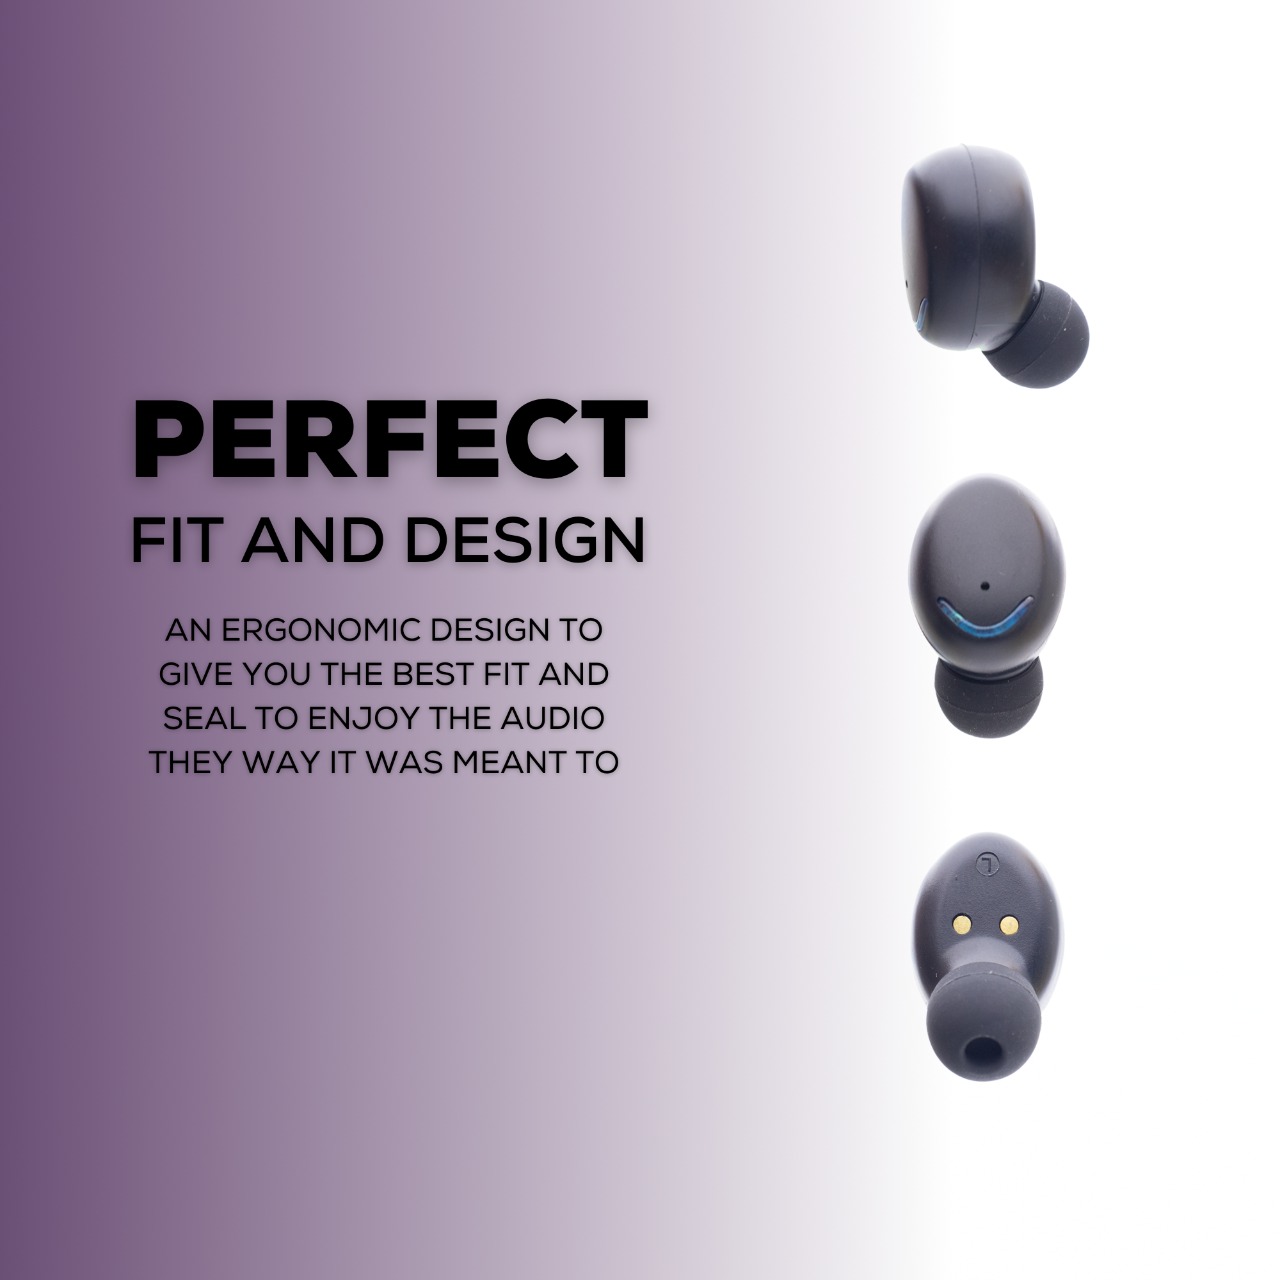 PERFECT
FIT AND DESIGN
AN ERGONOMIC DESIGN TO
GIVE YOU THE BEST FIT AND
SEAL TO ENJOY THE AUDIO
THEY WAY IT WAS MEANT TO
L